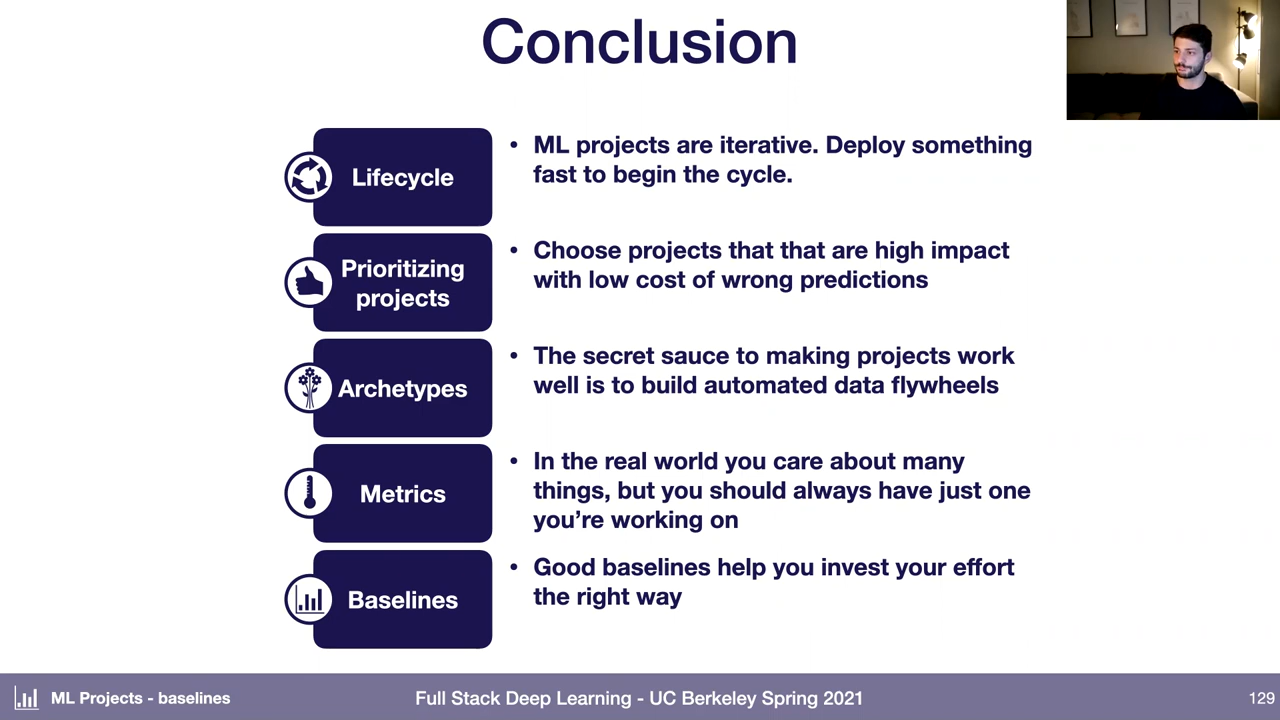 Conclusion
Lifecycle
• ML projects are iterative. Deploy something
fast to begin the cycle.
Prioritizing
projects
• Choose projects that that are high impact
with low cost of wrong predictions
Archetypes
• The secret sauce to making projects work
well is to build automated data flywheels
Metrics
• In the real world you care about many
things, but you should always have just one
you’re working on
Baselines
• Good baselines help you invest your effort
the right way
ML Projects - baselines
Full Stack Deep Learning - UC Berkeley Spring 2021
129